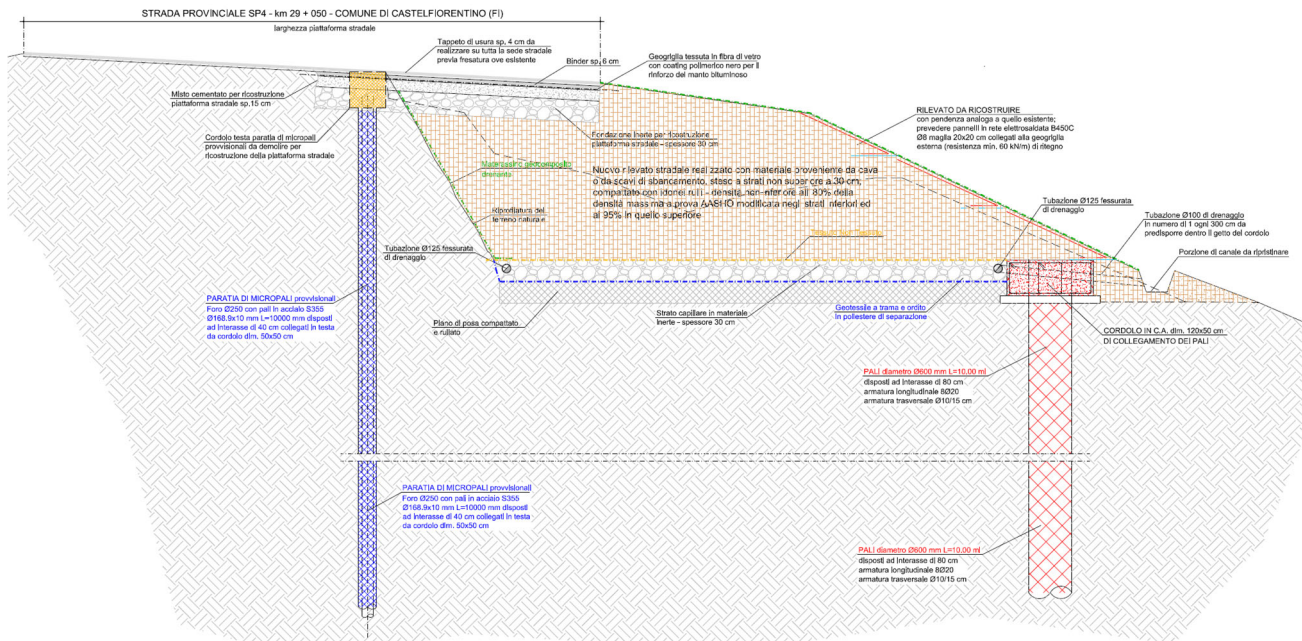 STRADA PROVINCIALE SP4 - km 29 + 050 - COMUNE DI CASTELFIORENTINO (FI)
larghezza piattaforma stradale
Tappeto di usura sp. 4 cm da
realizzare su tutta la sede stradale
previa fresatura ove esistente
Binder sp. 6 cm
Geogriglia tessuta in fibra di vetro
con coating polimerico nero per il
rinforzo del manto bituminoso
Misto cementato per ricostruzione
piattaforma stradale sp.15 cm
Cordolo testa paratia di micropali
provvisionali da demolire per
ricostruzione della piattaforma stradale
Fondazione inerte per ricostruzione
piattaforma stradale - spessore 30 cm
RILEVATO DA RICOSTRUIRE
con pendenza analoga a quello esistente;
prevedere pannelli in rete elettrosaldata B450C
Ø8 maglia 20x20 cm collegati alla geogriglia
esterna (resistenza min. 60 kN/m) di ritegno
Materassino geocomposito
drenante
Nuovo rilevato stradale realizzato con materiale proveniente da cava
o da scavi di sbancamento, steso a strati non superiore a 30 cm,
compattato con idonei rulli - densità non inferiore all' 80% della
densità massima a prova AASHO modificata negli strati inferiori ed
al 95% in quello superiore
Riprofilatura del
terreno naturale
Tubazione Ø125 fessurata
di drenaggio
Tubazione Ø125 fessurata
di drenaggio
Tubazione Ø100 di drenaggio
in numero di 1 ogni 300 cm da
predisporre dentro il getto del cordolo
Tessuto Non Tessuto
Porzione di canale da ripristinare
PARATIA DI MICROPALI provvisionali
Foro Ø250 con pali in acciaio S355
Ø168.9x10 mm L=10000 mm disposti
ad interasse di 40 cm collegati in testa
da cordolo dim. 50x50 cm
Plano di posa compattato
e rullato
Strato capillare in materiale
inerte - spessore 30 cm
Geotessile a trama e ordito
in poliestere di separazione
CORDOLO IN C.A. dim. 120x50 cm
DI COLLEGAMENTO DEI PALI
PALI diametro Ø600 mm L=10,00 ml
disposti ad interasse di 80 cm
armatura longitudinale 8Ø20
armatura trasversale Ø10/15 cm
PARATIA DI MICROPALI provvisionali
Foro Ø250 con pali in acciaio S355
Ø168.9x10 mm L=10000 mm disposti
ad interasse di 40 cm collegati in testa
da cordolo dim. 50x50 cm
PALI diametro Ø600 mm L=10,00 ml
disposti ad interasse di 80 cm
armatura longitudinale 8Ø20
armatura trasversale Ø10/15 cm